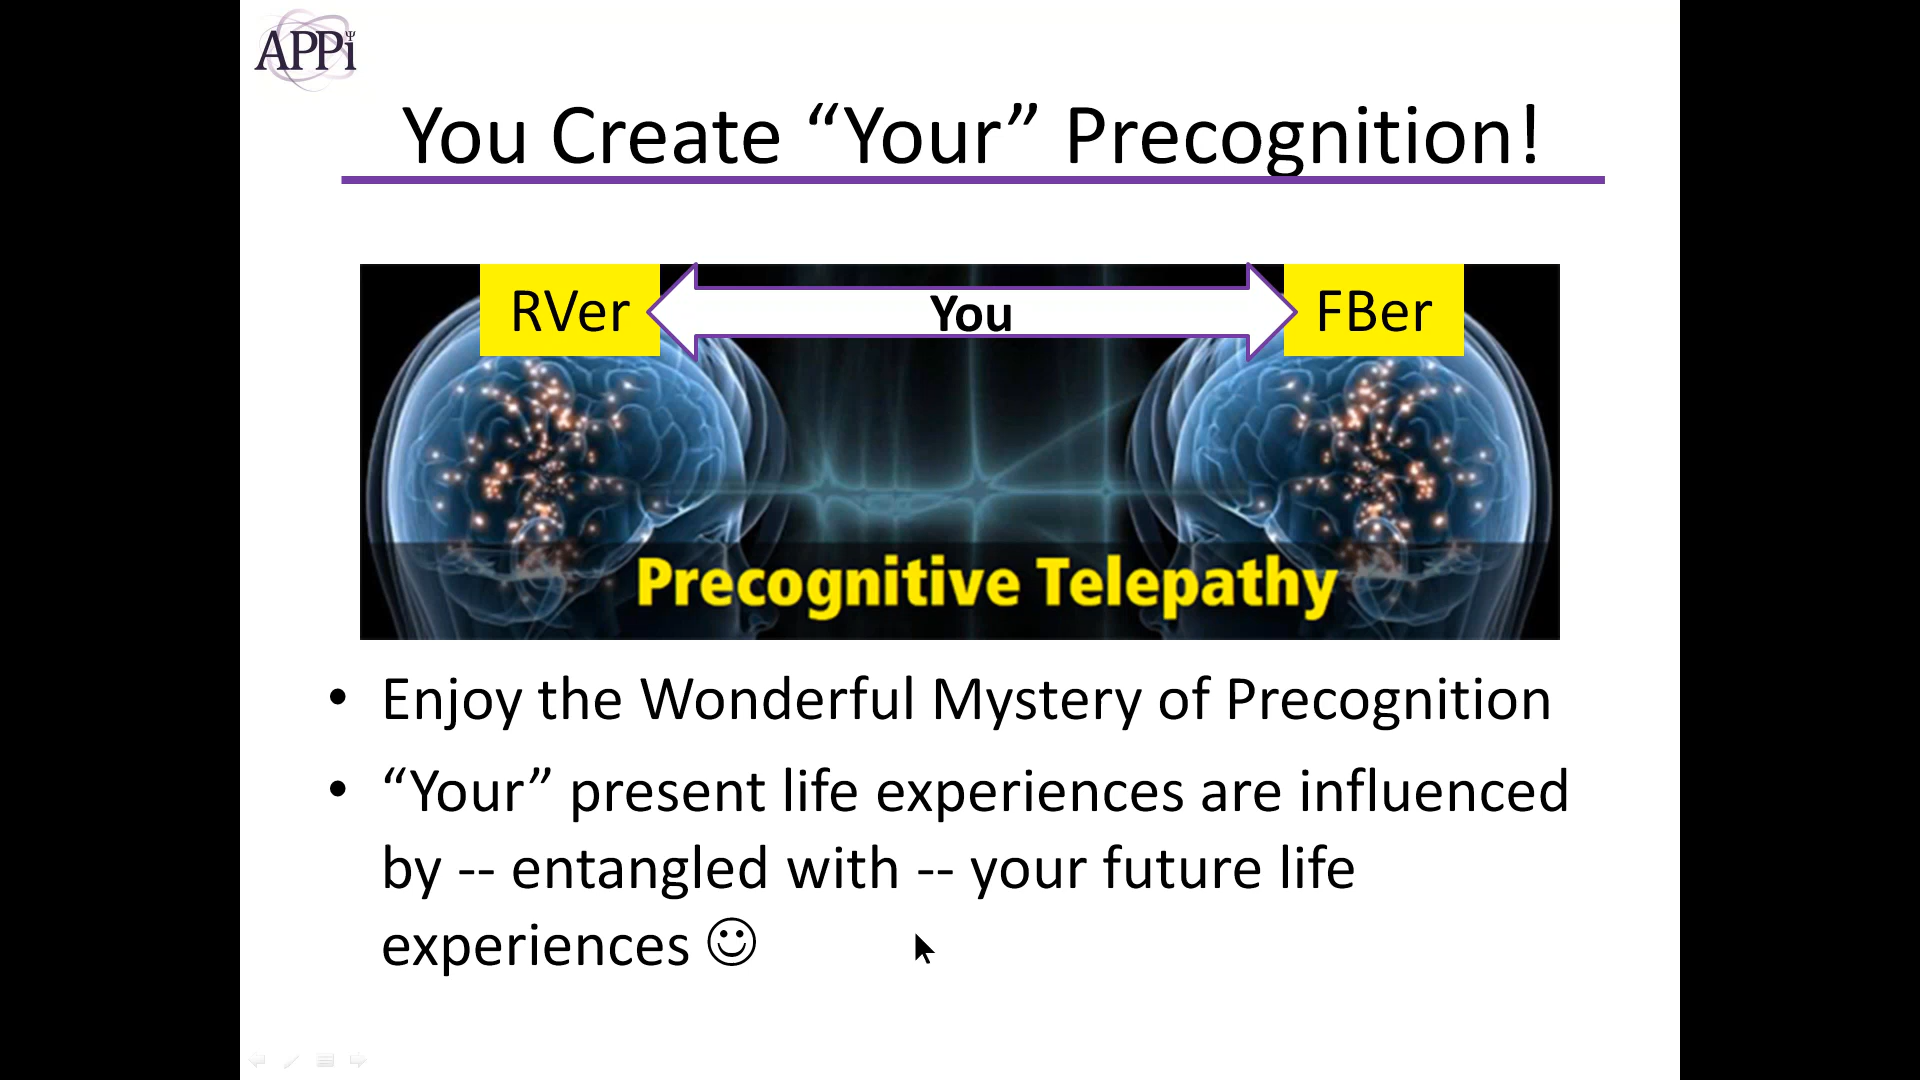 APPi
Ψ
You Create “Your” Precognition!
RVer
You
FBer
Precognitive Telepathy
• Enjoy the Wonderful Mystery of Precognition
• “Your” present life experiences are influenced
by -- entangled with -- your future life
experiences ☺